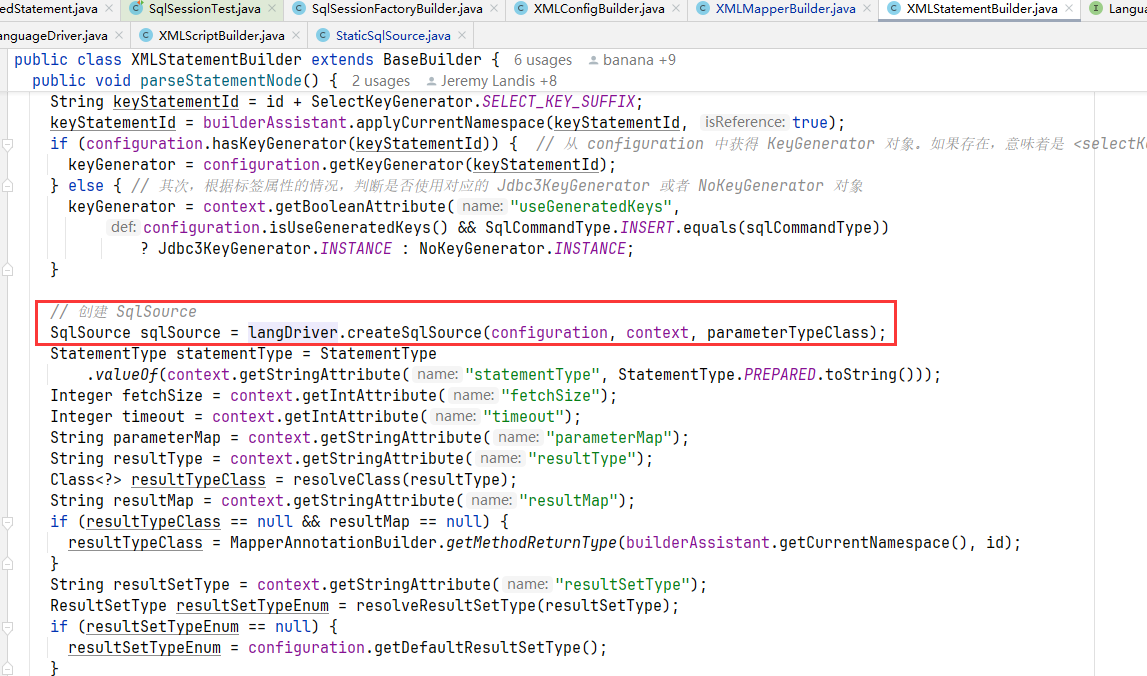 edStatement.java SqlSessionTest.java SqlSessionFactoryBuilder.java XMLConfigBuilder.java XMLMapperBuilder.java XMLStatementBuilder.java
anguageDriver.java XMLScriptBuilder.java StaticSqlSource.java
public class XMLStatementBuilder extends BaseBuilder { 6 usages banana +9
public void parseStatementNode() { 2 usages Jeremy Landis +8
String keyStatementId = id + SelectKeyGenerator.SELECT_KEY_SUFFIX;
keyStatementId = builderAssistant.applyCurrentNamespace(keyStatementId, isReference: true);
if (configuration.hasKeyGenerator(keyStatementId)) { // 从 configuration 中获得 KeyGenerator 对象。如果存在，意味着是 <selectK
keyGenerator = configuration.getKeyGenerator(keyStatementId);
} else { // 其次，根据标签属性的情况，判断是否使用对应的 Jdbc3KeyGenerator 或者 NoKeyGenerator 对象
keyGenerator = context.getBooleanAttribute( name: "useGeneratedKeys",
def: configuration.isUseGeneratedKeys() && SqlCommandType.INSERT.equals(sqlCommandType))
? Jdbc3KeyGenerator.INSTANCE : NoKeyGenerator.INSTANCE;
}
// 创建 SqlSource
SqlSource sqlSource = langDriver.createSqlSource(configuration, context, parameterTypeClass);
StatementType statementType = StatementType
.valueOf(context.getStringAttribute( name: "statementType", StatementType.PREPARED.toString()));
Integer fetchSize = context.getIntAttribute( name: "fetchSize");
Integer timeout = context.getIntAttribute( name: "timeout");
String parameterMap = context.getStringAttribute( name: "parameterMap");
String resultType = context.getStringAttribute( name: "resultType");
Class<?> resultTypeClass = resolveClass(resultType);
String resultMap = context.getStringAttribute( name: "resultMap");
if (resultTypeClass == null && resultMap == null) {
resultTypeClass = MapperAnnotationBuilder.getMethodReturnType(builderAssistant.getCurrentNamespace(), id);
}
String resultSetType = context.getStringAttribute( name: "resultSetType");
ResultSetType resultSetTypeEnum = resolveResultSetType(resultSetType);
if (resultSetTypeEnum == null) {
resultSetTypeEnum = configuration.getDefaultResultSetType();
}